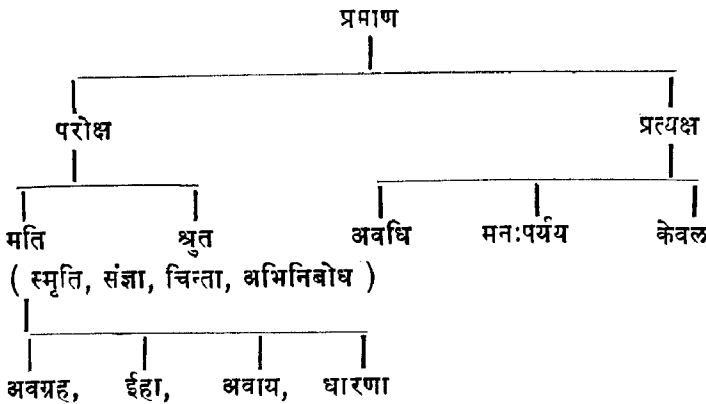 प्रमाण
परोक्ष प्रत्यक्ष
मति श्रुत अवधि मनःपर्यय केवल
( स्मृति, संज्ञा, चिन्ता, अभिनिबोध )
अवग्रह, ईहा, अवाय, धारणा